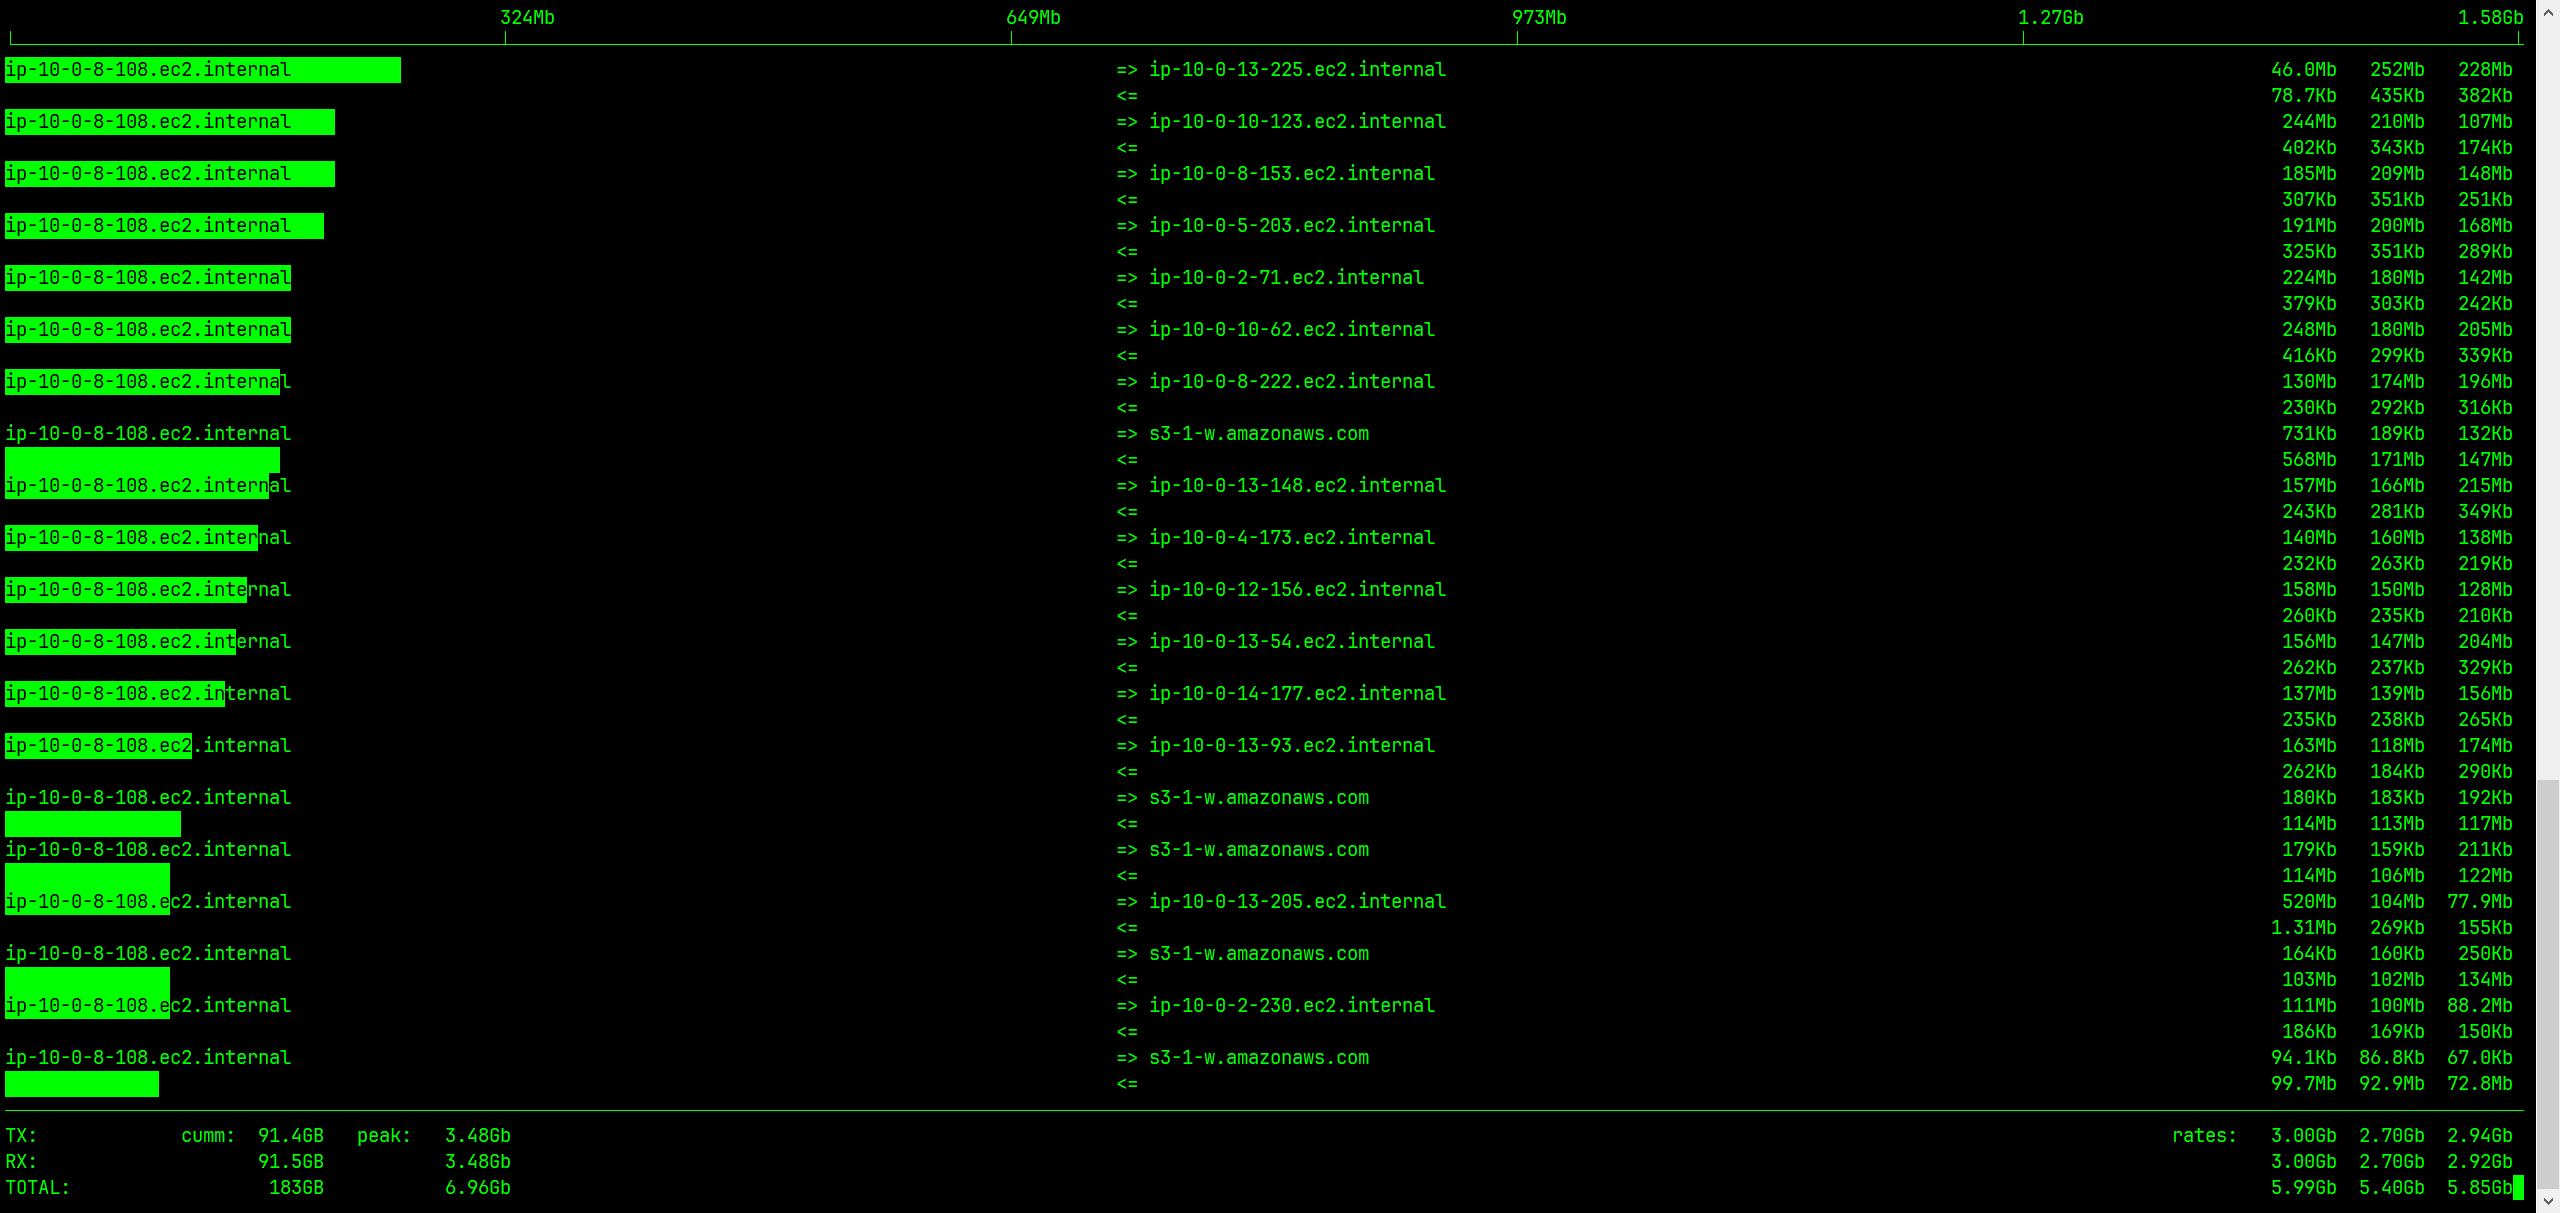 324Mb 649Mb 973Mb 1.27Gb 1.58Gb
ip-10-0-8-108.ec2.internal => ip-10-0-13-225.ec2.internal 46.0Mb 252Mb 228Mb
<= 78.7Kb 435Kb 382Kb
ip-10-0-8-108.ec2.internal => ip-10-0-10-123.ec2.internal 244Mb 210Mb 107Mb
<= 402Kb 343Kb 174Kb
ip-10-0-8-108.ec2.internal => ip-10-0-8-153.ec2.internal 185Mb 209Mb 148Mb
<= 307Kb 351Kb 251Kb
ip-10-0-8-108.ec2.internal => ip-10-0-5-203.ec2.internal 191Mb 200Mb 168Mb
<= 325Kb 351Kb 289Kb
ip-10-0-8-108.ec2.internal => ip-10-0-2-71.ec2.internal 224Mb 180Mb 142Mb
<= 379Kb 303Kb 242Kb
ip-10-0-8-108.ec2.internal => ip-10-0-10-62.ec2.internal 248Mb 180Mb 205Mb
<= 416Kb 299Kb 339Kb
ip-10-0-8-108.ec2.internal => ip-10-0-8-222.ec2.internal 130Mb 174Mb 196Mb
<= 230Kb 292Kb 316Kb
ip-10-0-8-108.ec2.internal => s3-1-w.amazonaws.com 731Kb 189Kb 132Kb
<= 568Mb 171Mb 147Mb
ip-10-0-8-108.ec2.internal => ip-10-0-13-148.ec2.internal 157Mb 166Mb 215Mb
<= 243Kb 281Kb 349Kb
ip-10-0-8-108.ec2.internal => ip-10-0-4-173.ec2.internal 140Mb 160Mb 138Mb
<= 232Kb 263Kb 219Kb
ip-10-0-8-108.ec2.internal => ip-10-0-12-156.ec2.internal 158Mb 150Mb 128Mb
<= 260Kb 235Kb 210Kb
ip-10-0-8-108.ec2.internal => ip-10-0-13-54.ec2.internal 156Mb 147Mb 204Mb
<= 262Kb 237Kb 329Kb
ip-10-0-8-108.ec2.internal => ip-10-0-14-177.ec2.internal 137Mb 139Mb 156Mb
<= 235Kb 238Kb 265Kb
ip-10-0-8-108.ec2.internal => ip-10-0-13-93.ec2.internal 163Mb 118Mb 174Mb
<= 262Kb 184Kb 290Kb
ip-10-0-8-108.ec2.internal => s3-1-w.amazonaws.com 180Kb 183Kb 192Kb
<= 114Mb 113Mb 117Mb
ip-10-0-8-108.ec2.internal => s3-1-w.amazonaws.com 179Kb 159Kb 211Kb
<= 114Mb 106Mb 122Mb
ip-10-0-8-108.ec2.internal => ip-10-0-13-205.ec2.internal 520Mb 104Mb 77.9Mb
<= 1.31Mb 269Kb 155Kb
ip-10-0-8-108.ec2.internal => s3-1-w.amazonaws.com 164Kb 160Kb 250Kb
<= 103Mb 102Mb 134Mb
ip-10-0-8-108.ec2.internal => ip-10-0-2-230.ec2.internal 111Mb 100Mb 88.2Mb
<= 186Kb 169Kb 150Kb
ip-10-0-8-108.ec2.internal => s3-1-w.amazonaws.com 94.1Kb 86.8Kb 67.0Kb
<= 99.7Mb 92.9Mb 72.8Mb
TX: cumm: 91.4GB peak: 3.48Gb rates: 3.00Gb 2.70Gb 2.94Gb
RX: 91.5GB 3.48Gb 3.00Gb 2.70Gb 2.92Gb
TOTAL: 183GB 6.96Gb 5.99Gb 5.40Gb 5.85Gb